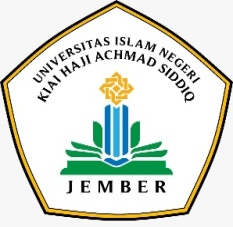 UNIVERSITAS ISLAM NEGERI
KIAI HAJI ACHMAD SIDDIQ
JEMBER